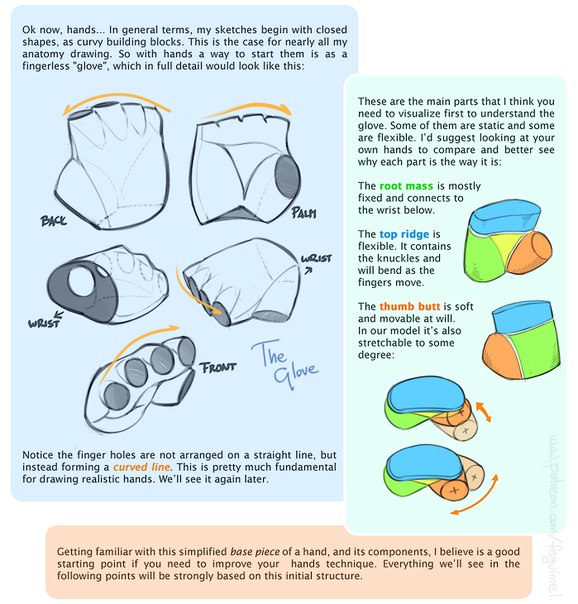 Ok now, hands... In general terms, my sketches begin with closed
shapes, as curvy building blocks. This is the case for nearly all my
anatomy drawing. So with hands a way to start them is as a
fingerless "glove", which in full detail would look like this:
BACK
PALM
WRIST
WRIST
FRONT
The
Glove
Notice the finger holes are not arranged on a straight line, but
instead forming a curved line. This is pretty much fundamental
for drawing realistic hands. We'll see it again later.
These are the main parts that I think you
need to visualize first to understand the
glove. Some of them are static and some
are flexible. I'd suggest looking at your
own hands to compare and better see
why each part is the way it is:
The root mass is mostly
fixed and connects to
the wrist below.
The top ridge is
flexible. It contains
the knuckles and
will bend as the
fingers move.
The thumb butt is soft
and movable at will.
In our model it's also
stretchable to some
degree:
Getting familiar with this simplified base piece of a hand, and its components, I believe is a good
starting point if you need to improve your hands technique. Everything we'll see in the
following points will be strongly based on this initial structure.